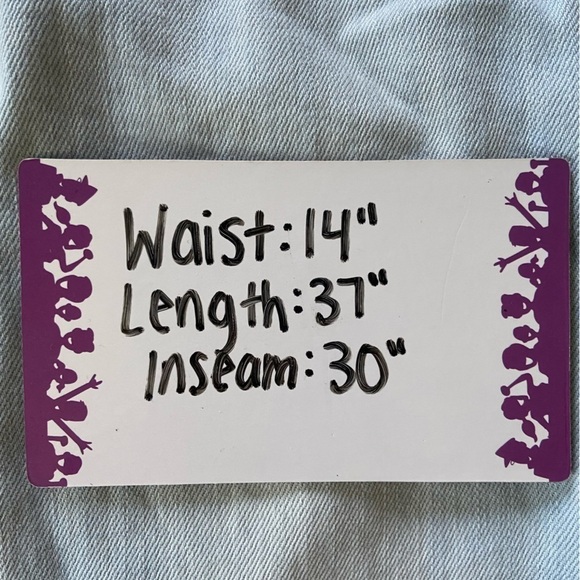 Waist: 14"
Length: 37"
Inseam: 30"